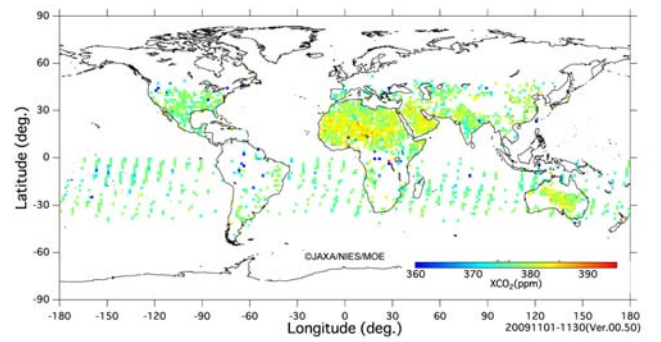 90
60
30
0
-30
-60
-90
Latitude (deg.)
©JAXA/NIES/MOE
360 370 380 390
XCO₂(ppm)
-180 -150 -120 -90 -60 -30 0 30 60 90 120 150 180
Longitude (deg.)
20091101-1130(Ver.00.50)